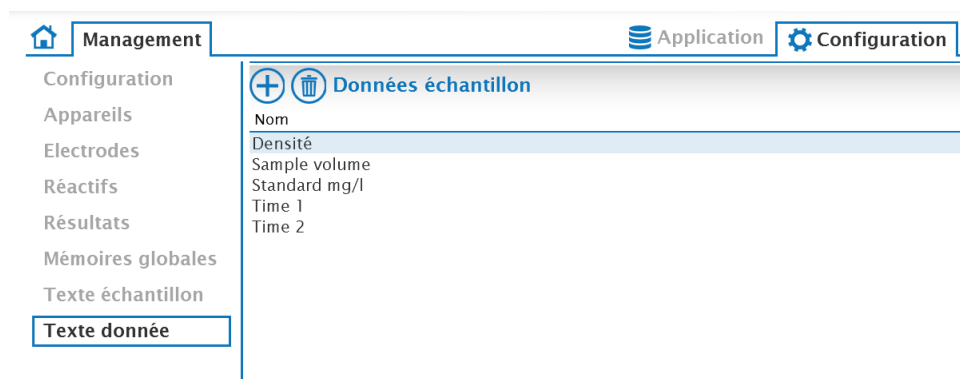 Management
Application
Configuration
Configuration
Appareils
Electrodes
Réactifs
Résultats
Mémoires globales
Texte échantillon
Texte donnée
Données échantillon
Nom
Densité
Sample volume
Standard mg/l
Time 1
Time 2